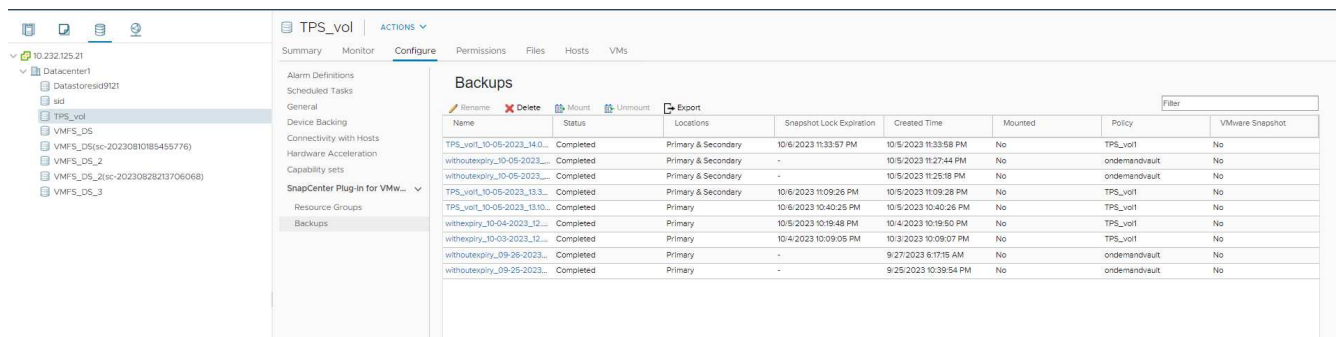 TPS_vol ACTIONS
Summary Monitor Configure Permissions Files Hosts VMs
10.232.125.21
Datacenter1
Datastoresid9121
sid
TPS_vol
VMFS_DS
VMFS_DS(sc-20230810185455776)
VMFS_DS_2
VMFS_DS_2(sc-20230828213706068)
VMFS_DS_3
Alarm Definitions
Scheduled Tasks
General
Device Backing
Connectivity with Hosts
Hardware Acceleration
Capability sets
SnapCenter Plug-in for VMw...
Resource Groups
Backups
Backups
Rename Delete Mount Unmount Export Filter
Name Status Locations Snapshot Lock Expiration Created Time Mounted Policy VMware Snapshot
TPS_vol1_10-05-2023_14.0... Completed Primary & Secondary 10/6/2023 11:33:57 PM 10/5/2023 11:33:58 PM No TPS_vol1 No
withoutexpiry_10-05-2023_... Completed Primary & Secondary - 10/5/2023 11:27:44 PM No ondemandvault No
withoutexpiry_10-05-2023_... Completed Primary & Secondary - 10/5/2023 11:25:18 PM No ondemandvault No
TPS_vol1_10-05-2023_13.3... Completed Primary & Secondary 10/6/2023 11:09:26 PM 10/5/2023 11:09:28 PM No TPS_vol1 No
TPS_vol1_10-05-2023_13.10... Completed Primary 10/6/2023 10:40:25 PM 10/5/2023 10:40:26 PM No TPS_vol1 No
withexpiry_10-04-2023_12.... Completed Primary 10/5/2023 10:19:48 PM 10/4/2023 10:19:50 PM No TPS_vol1 No
withexpiry_10-03-2023_12.... Completed Primary 10/4/2023 10:09:05 PM 10/3/2023 10:09:07 PM No TPS_vol1 No
withoutexpiry_09-26-2023... Completed Primary - 9/27/2023 6:17:15 AM No ondemandvault No
withoutexpiry_09-25-2023... Completed Primary - 9/25/2023 10:39:54 PM No ondemandvault No